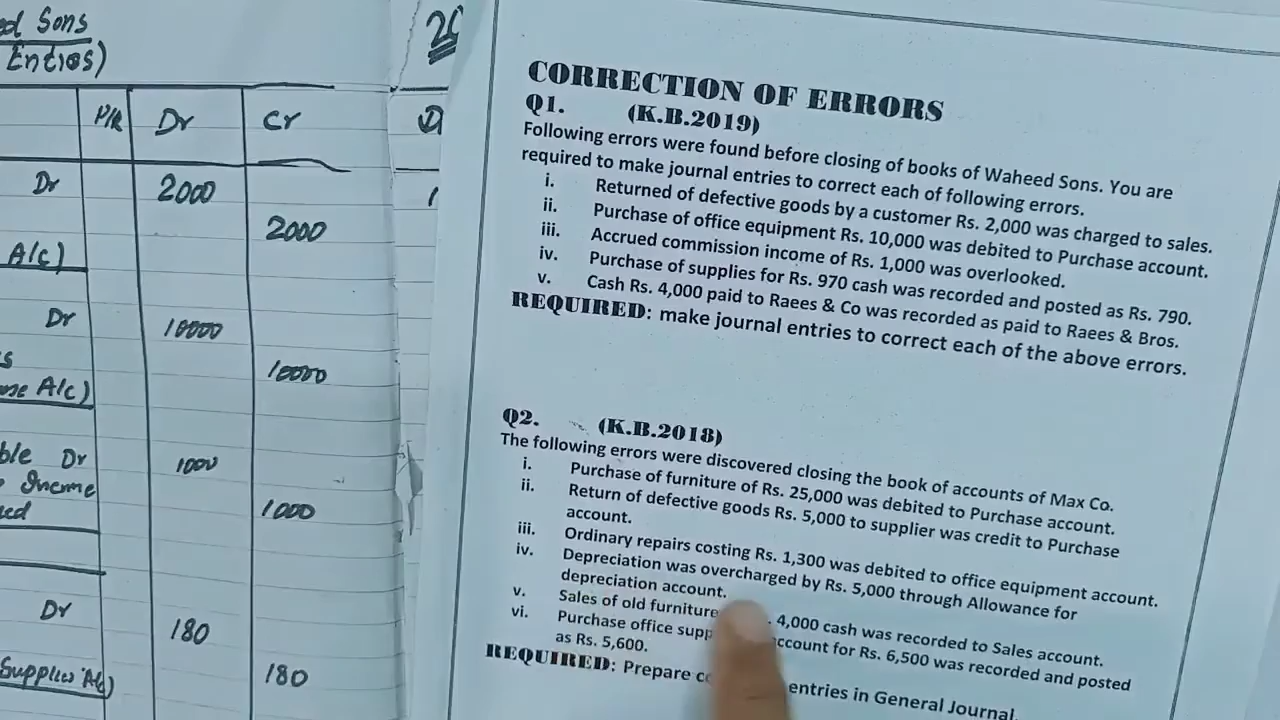 ed Sons
Entries)
P/R Dr Cr
Dr 2000
2000
A/c)
Dr 10000
10000
A/c)
ble Dr 1000
Income
1000
Dr
180
Supplies A/c)
180
CORRECTION OF ERRORS
Q1. (K.B.2019)
Following errors were found before closing of books of Waheed Sons. You are
required to make journal entries to correct each of following errors.
i. Returned of defective goods by a customer Rs. 2,000 was charged to sales.
ii. Purchase of office equipment Rs. 10,000 was debited to Purchase account.
iii. Accrued commission income of Rs. 1,000 was overlooked.
iv. Purchase of supplies for Rs. 970 cash was recorded and posted as Rs. 790.
v. Cash Rs. 4,000 paid to Raees & Co was recorded as paid to Raees & Bros.
REQUIRED: make journal entries to correct each of the above errors.
Q2. (K.B.2018)
The following errors were discovered closing the book of accounts of Max Co.
i. Purchase of furniture of Rs. 25,000 was debited to Purchase account.
ii. Return of defective goods Rs. 5,000 to supplier was credit to Purchase
account.
iii. Ordinary repairs costing Rs. 1,300 was debited to office equipment account.
iv. Depreciation was overcharged by Rs. 5,000 through Allowance for
depreciation account.
v. Sales of old furniture 4,000 cash was recorded to Sales account.
vi. Purchase office supp ccount for Rs. 6,500 was recorded and posted
as Rs. 5,600.
REQUIRED: Prepare entries in General Journal.